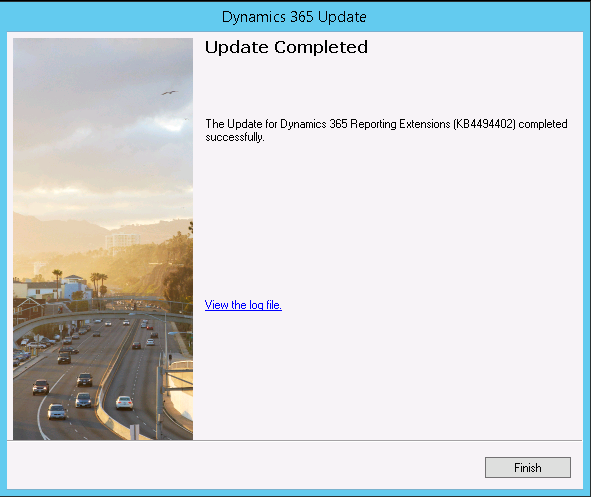 Dynamics 365 Update
Update Completed
The Update for Dynamics 365 Reporting Extensions (KB4494402) completed
successfully.
View the log file.
Finish